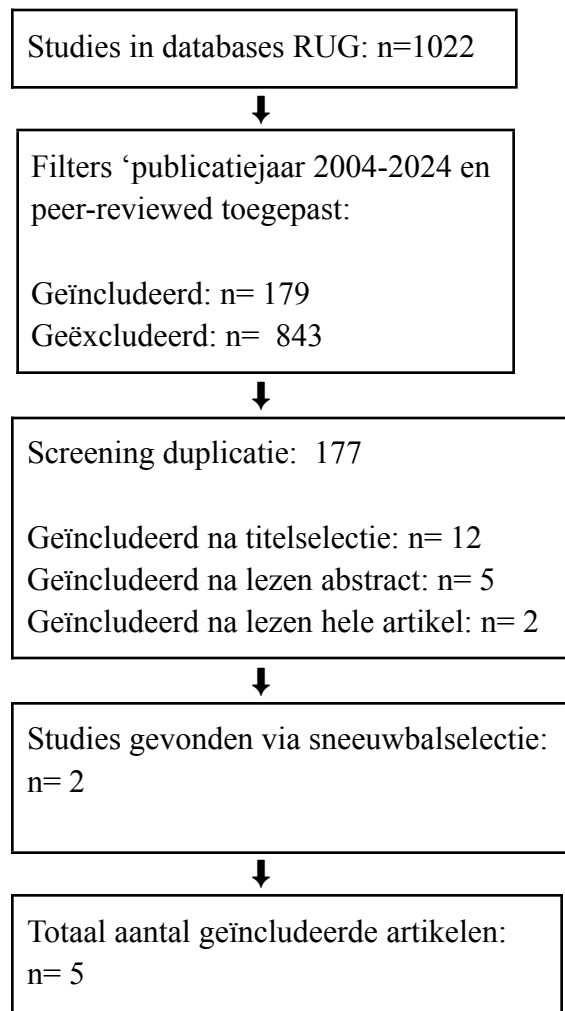 Studies in databases RUG: n=1022
Filters ‘publicatiejaar 2004-2024 en
peer-reviewed toegepast:
Geïncludeerd: n= 179
Geëxcludeerd: n=  843
Screening duplicatie:  177
Geïncludeerd na titelselectie: n= 12
Geïncludeerd na lezen abstract: n= 5
Geïncludeerd na lezen hele artikel: n= 2
Studies gevonden via sneeuwbalselectie:
n= 2
Totaal aantal geïncludeerde artikelen:
n= 5